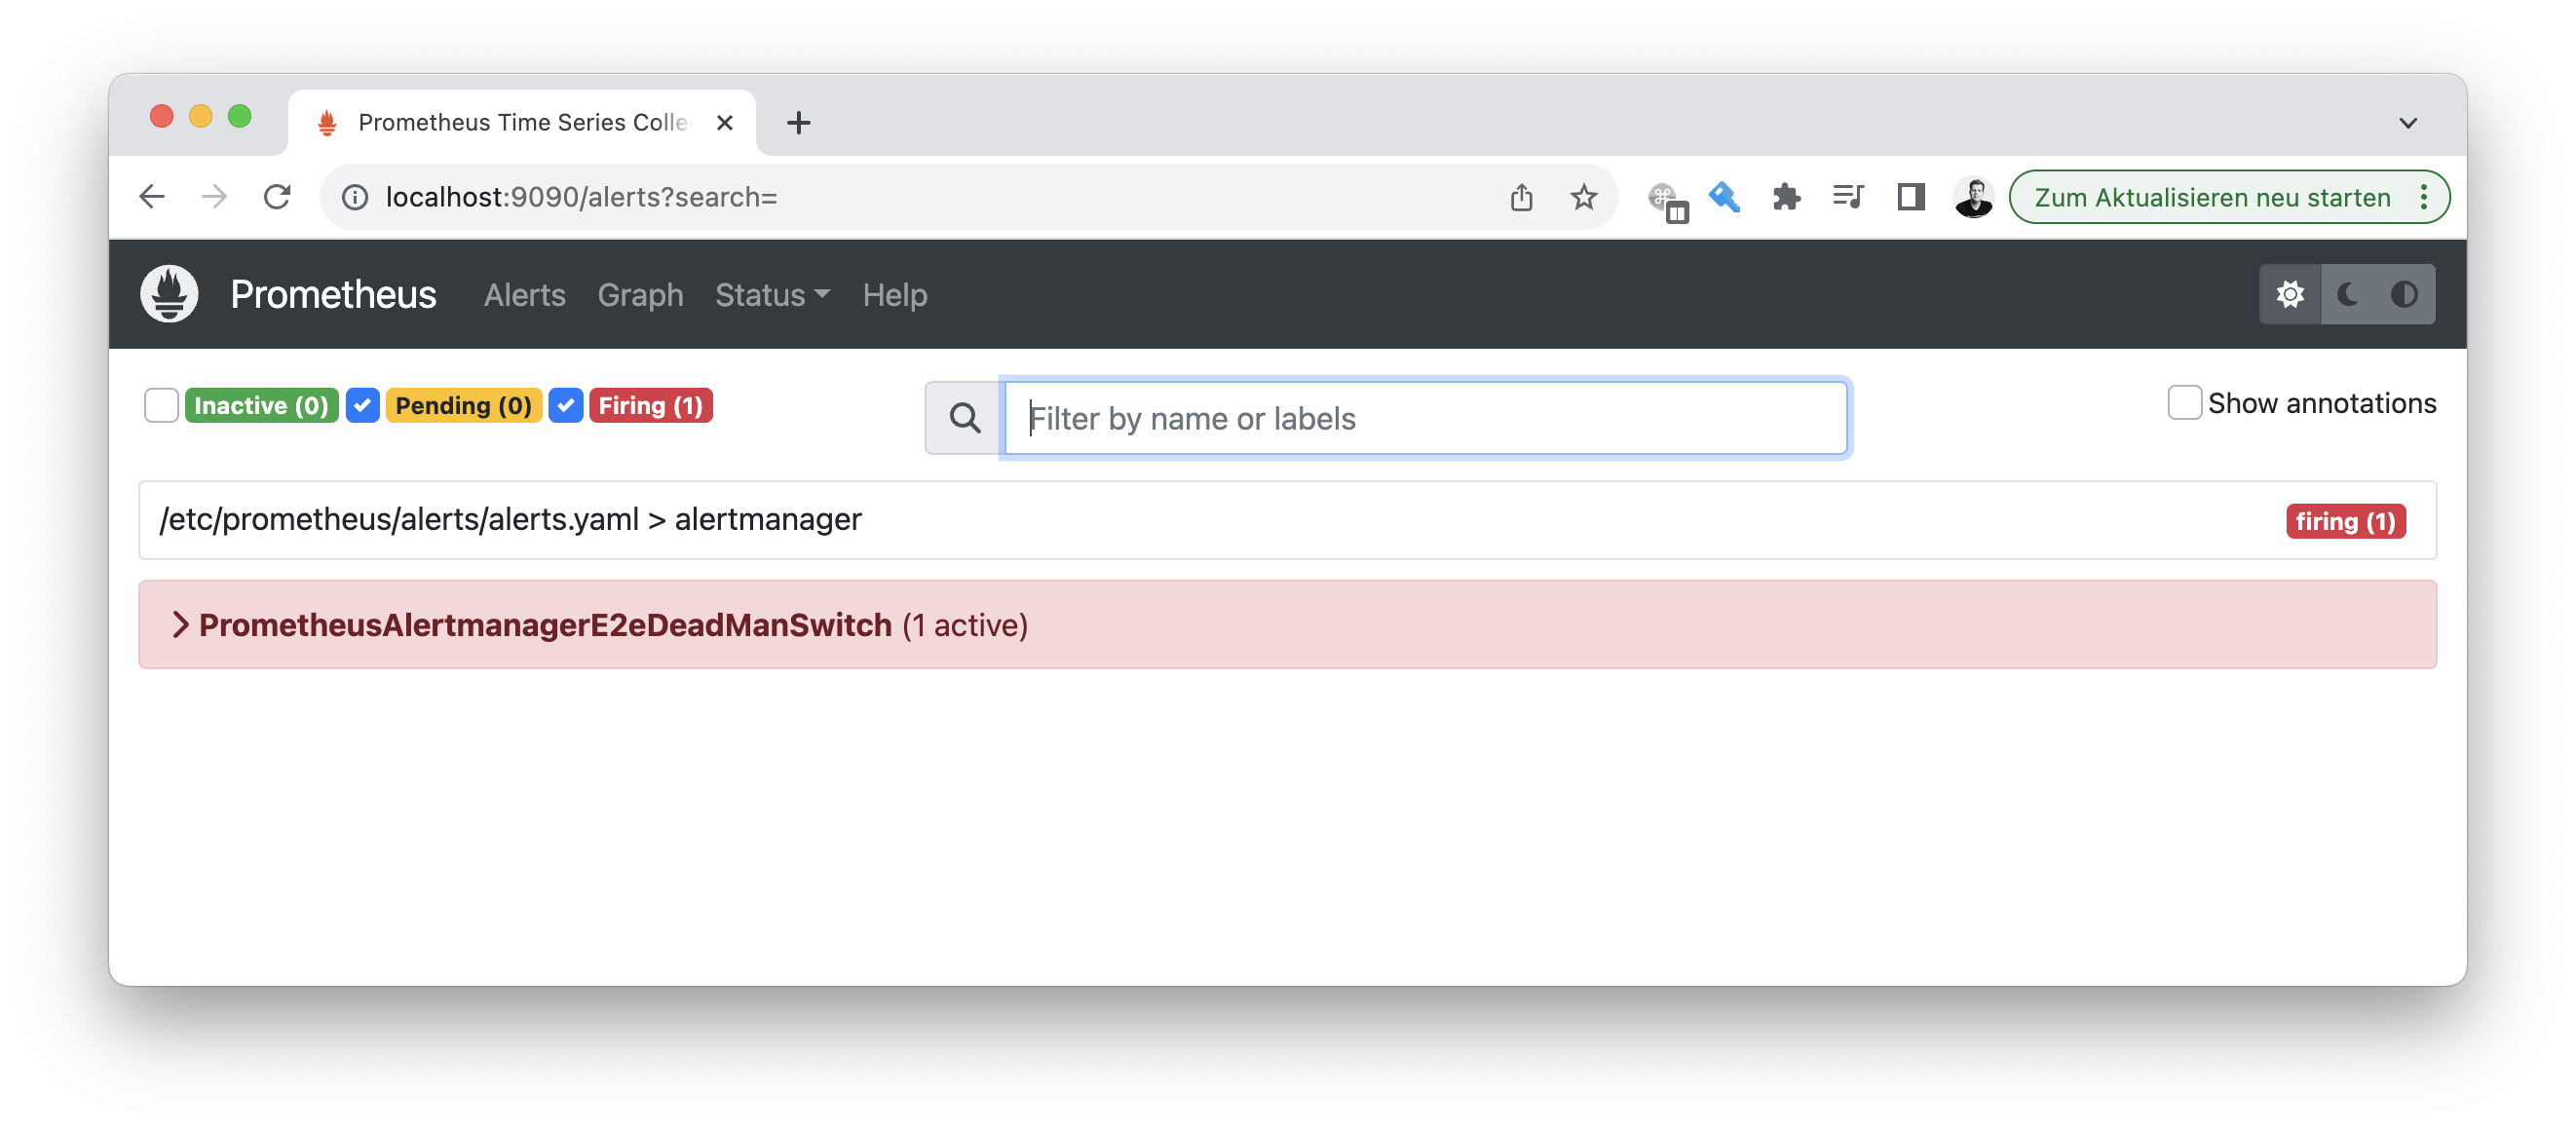 Prometheus Time Series Colle
localhost:9090/alerts?search=
Zum Aktualisieren neu starten
Prometheus Alerts Graph Status Help
Inactive (0) Pending (0) Firing (1)
Filter by name or labels
Show annotations
/etc/prometheus/alerts/alerts.yaml > alertmanager
firing (1)
PrometheusAlertmanagerE2eDeadManSwitch (1 active)